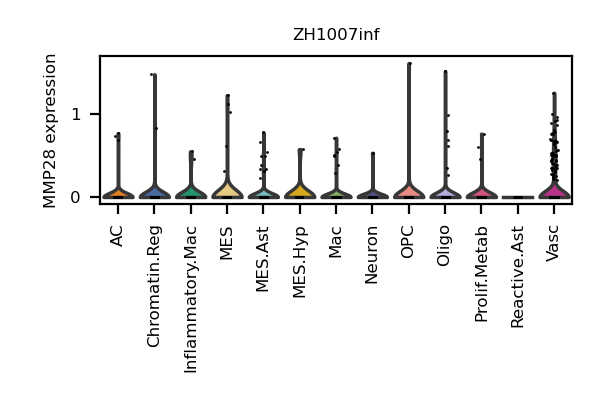 ZH1007inf
MMP28 expression
1
0
AC
Chromatin.Reg
Inflammatory.Mac
MES
MES.Ast
MES.Hyp
Mac
Neuron
OPC
Oligo
Prolif.Metab
Reactive.Ast
Vasc